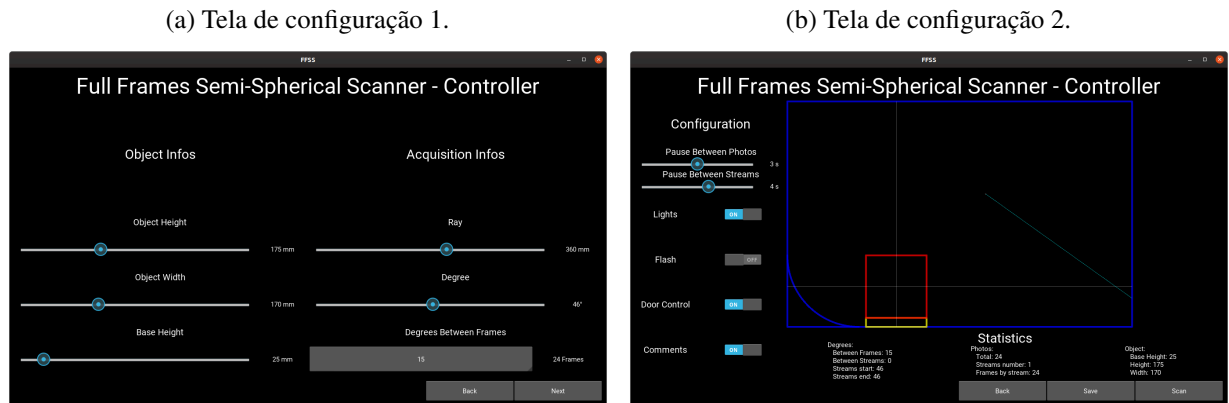 (a) Tela de configuração 1.
FFSS
Full Frames Semi-Spherical Scanner - Controller
Object Infos
Acquisition Infos
Object Height
175 mm
Ray
360 mm
Object Width
170 mm
Degree
46°
Base Height
25 mm
Degrees Between Frames
15
24 Frames
Back
Next
(b) Tela de configuração 2.
FFSS
Full Frames Semi-Spherical Scanner - Controller
Configuration
Pause Between Photos
3 s
Pause Between Streams
4 s
Lights
ON
Flash
OFF
Door Control
ON
Comments
ON
Statistics
Degrees:
Between Frames: 15
Between Streams: 0
Streams start: 46
Streams end: 46
Photos:
Total: 24
Streams number: 1
Frames by stream: 24
Object:
Base Height: 25
Height: 175
Width: 170
Back
Save
Scan